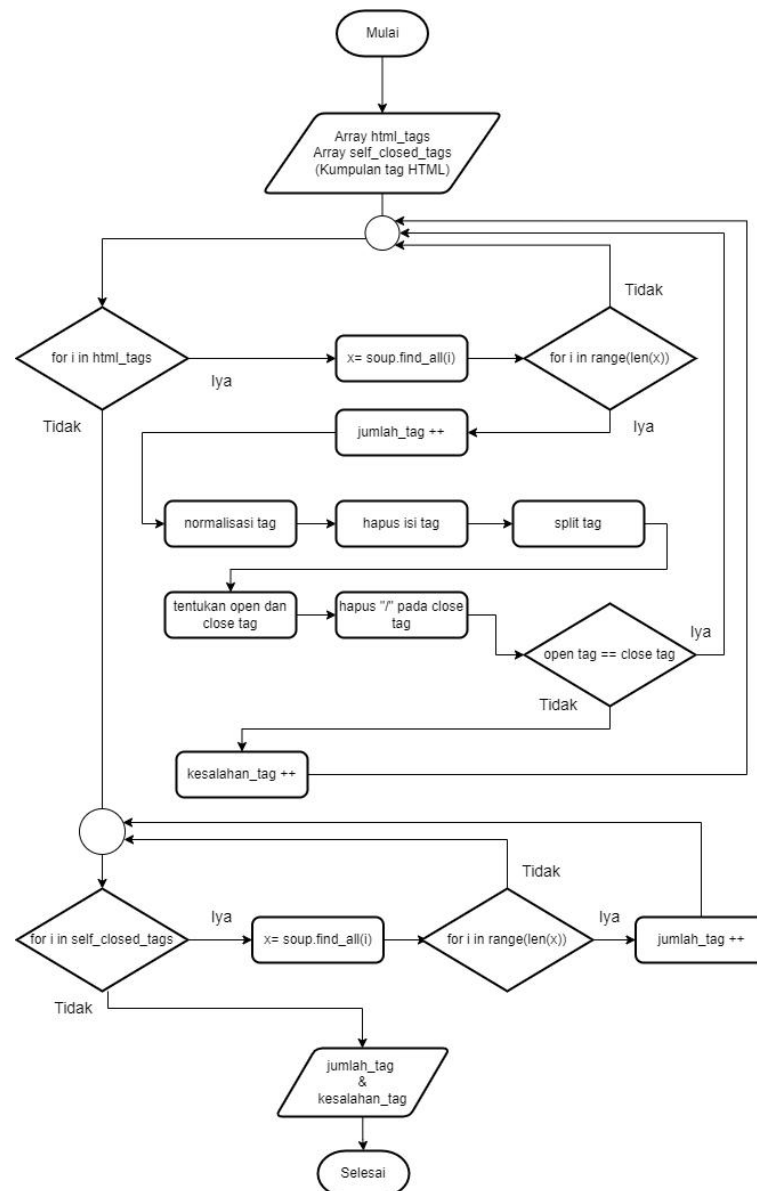 Mulai
Array html_tags
Array self_closed_tags
(Kumpulan tag HTML)
Tidak
for i in html_tags
Iya
x= soup.find_all(i)
for i in range(len(x))
Tidak
Iya
jumlah_tag ++
normalisasi tag
hapus isi tag
split tag
tentukan open dan
close tag
hapus "/" pada close
tag
open tag == close tag
Iya
Tidak
kesalahan_tag ++
Tidak
for i in self_closed_tags
Iya
x= soup.find_all(i)
for i in range(len(x))
Iya
jumlah_tag ++
Tidak
jumlah_tag
&
kesalahan_tag
Selesai